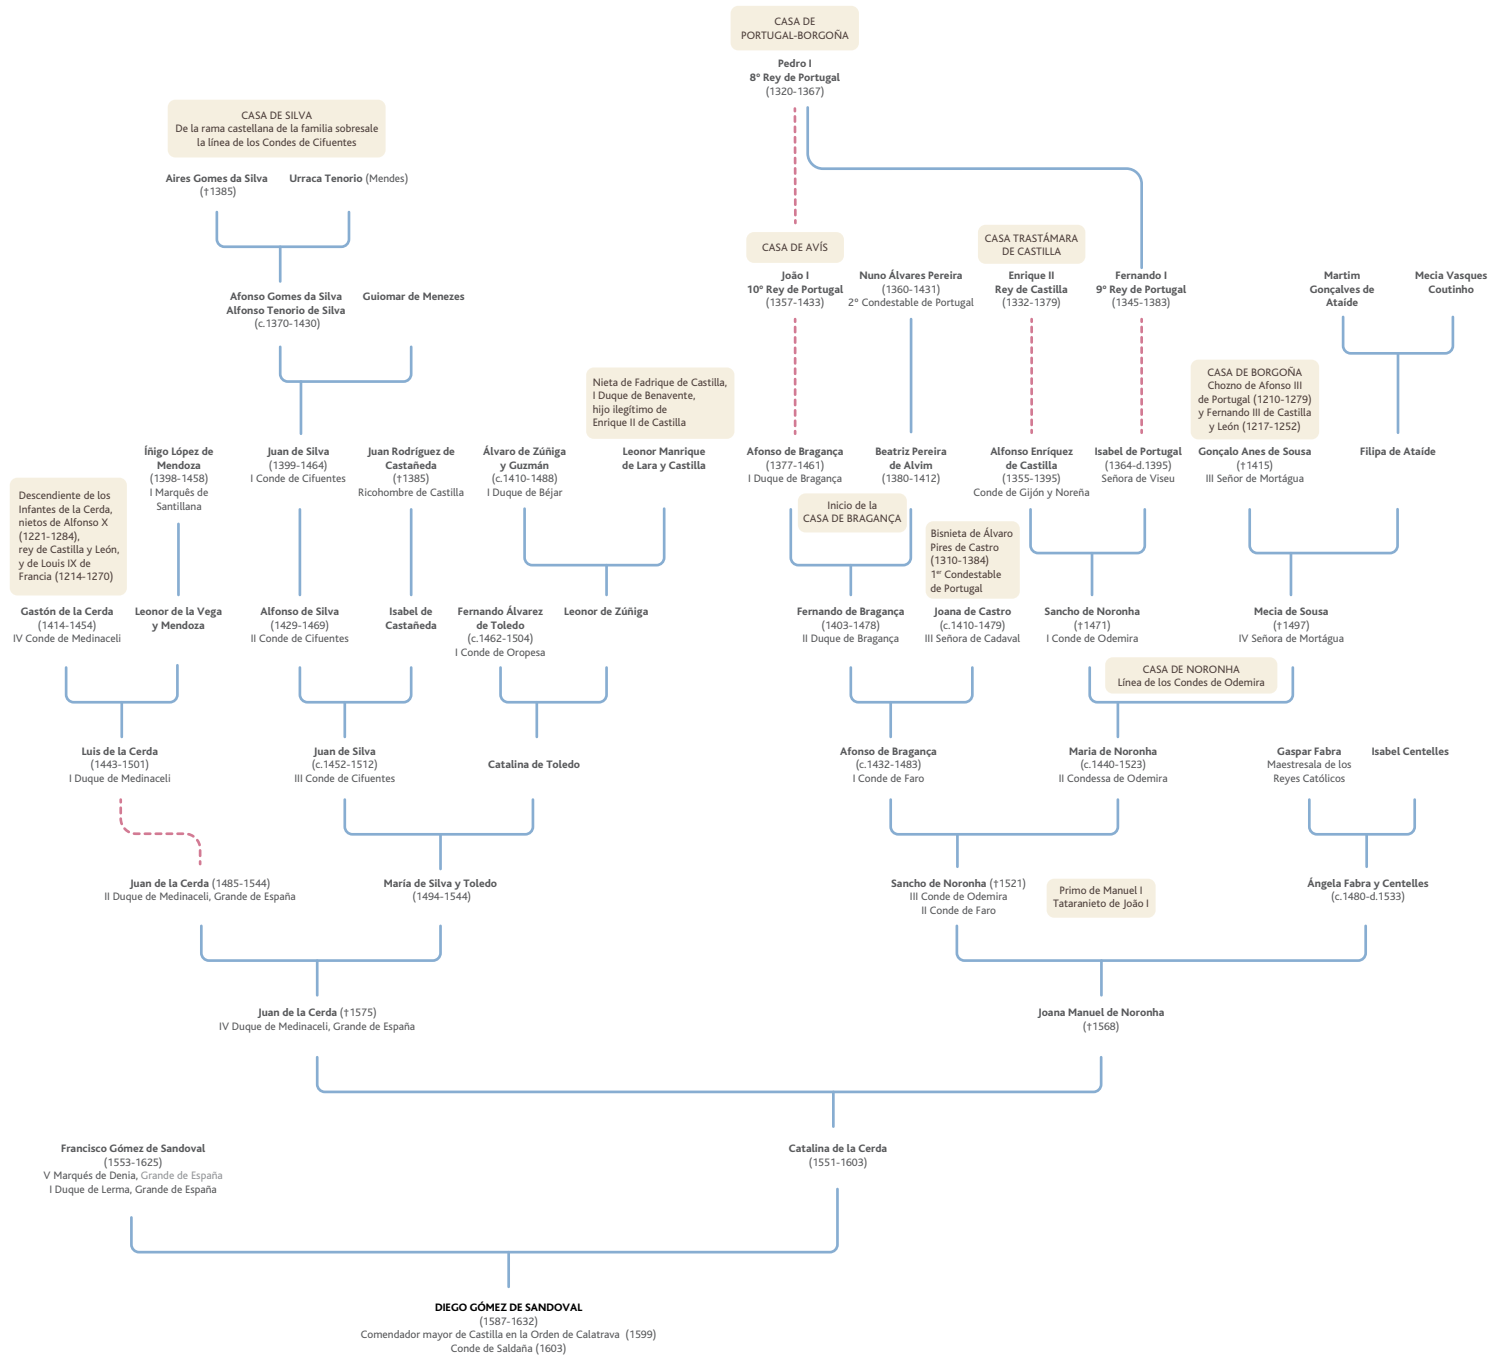 CASA DE
PORTUGAL-BORGOÑA
Pedro I
8º Rey de Portugal
(1320-1367)
CASA DE SILVA
De la rama castellana de la familia sobresale
la línea de los Condes de Cifuentes
Aires Gomes da Silva
(†1385)
Urraca Tenorio (Mendes)
CASA DE AVÍS
CASA TRASTÁMARA
DE CASTILLA
Afonso Gomes da Silva
Alfonso Tenorio de Silva
(c.1370-1430)
Guiomar de Menezes
João I
10º Rey de Portugal
(1357-1433)
Nuno Álvares Pereira
(1360-1431)
2º Condestable de Portugal
Enrique II
Rey de Castilla
(1332-1379)
Fernando I
9º Rey de Portugal
(1345-1383)
Martim
Gonçalves de
Ataíde
Mecia Vasques
Coutinho
Nieta de Fadrique de Castilla,
I Duque de Benavente,
hijo ilegítimo de
Enrique II de Castilla
CASA DE BORGOÑA
Chozno de Afonso III
de Portugal (1210-1279)
y Fernando III de Castilla
y León (1217-1252)
Íñigo López de
Mendoza
(1398-1458)
I Marquês de
Santillana
Juan de Silva
(1399-1464)
I Conde de Cifuentes
Juan Rodríguez de
Castañeda
(†1385)
Ricohombre de Castilla
Álvaro de Zúñiga
y Guzmán
(c.1410-1488)
I Duque de Béjar
Leonor Manrique
de Lara y Castilla
Afonso de Bragança
(1377-1461)
I Duque de Bragança
Beatriz Pereira
de Alvim
(1380-1412)
Alfonso Enríquez
de Castilla
(1355-1395)
Conde de Gijón y Noreña
Isabel de Portugal
(1364-d.1395)
Señora de Viseu
Gonçalo Anes de Sousa
(†1415)
III Señor de Mortágua
Filipa de Ataíde
Descendiente de los
Infantes de la Cerda,
nietos de Alfonso X
(1221-1284),
rey de Castilla y León,
y de Louis IX de
Francia (1214-1270)
Inicio de la
CASA DE BRAGANÇA
Bisnieta de Álvaro
Pires de Castro
(1310-1384)
1er Condestable
de Portugal
Gastón de la Cerda
(1414-1454)
IV Conde de Medinaceli
Leonor de la Vega
y Mendoza
Alfonso de Silva
(1429-1469)
II Conde de Cifuentes
Isabel de
Castañeda
Fernando Álvarez
de Toledo
(c.1462-1504)
I Conde de Oropesa
Leonor de Zúñiga
Fernando de Bragança
(1403-1478)
II Duque de Bragança
Joana de Castro
(c.1410-1479)
III Señora de Cadaval
Sancho de Noronha
(†1471)
I Conde de Odemira
Mecia de Sousa
(†1497)
IV Señora de Mortágua
CASA DE NORONHA
Línea de los Condes de Odemira
Luis de la Cerda
(1443-1501)
I Duque de Medinaceli
Juan de Silva
(c.1452-1512)
III Conde de Cifuentes
Catalina de Toledo
Afonso de Bragança
(c.1432-1483)
I Conde de Faro
Maria de Noronha
(c.1440-1523)
II Condessa de Odemira
Gaspar Fabra
Maestresala de los
Reyes Católicos
Isabel Centelles
Juan de la Cerda (1485-1544)
II Duque de Medinaceli, Grande de España
María de Silva y Toledo
(1494-1544)
Sancho de Noronha (†1521)
III Conde de Odemira
II Conde de Faro
Primo de Manuel I
Tataranieto de João I
Ángela Fabra y Centelles
(c.1480-d.1533)
Juan de la Cerda (†1575)
IV Duque de Medinaceli, Grande de España
Joana Manuel de Noronha
(†1568)
Francisco Gómez de Sandoval
(1553-1625)
V Marqués de Denia, Grande de España
I Duque de Lerma, Grande de España
Catalina de la Cerda
(1551-1603)
DIEGO GÓMEZ DE SANDOVAL
(1587-1632)
Comendador mayor de Castilla en la Orden de Calatrava (1599)
Conde de Saldaña (1603)